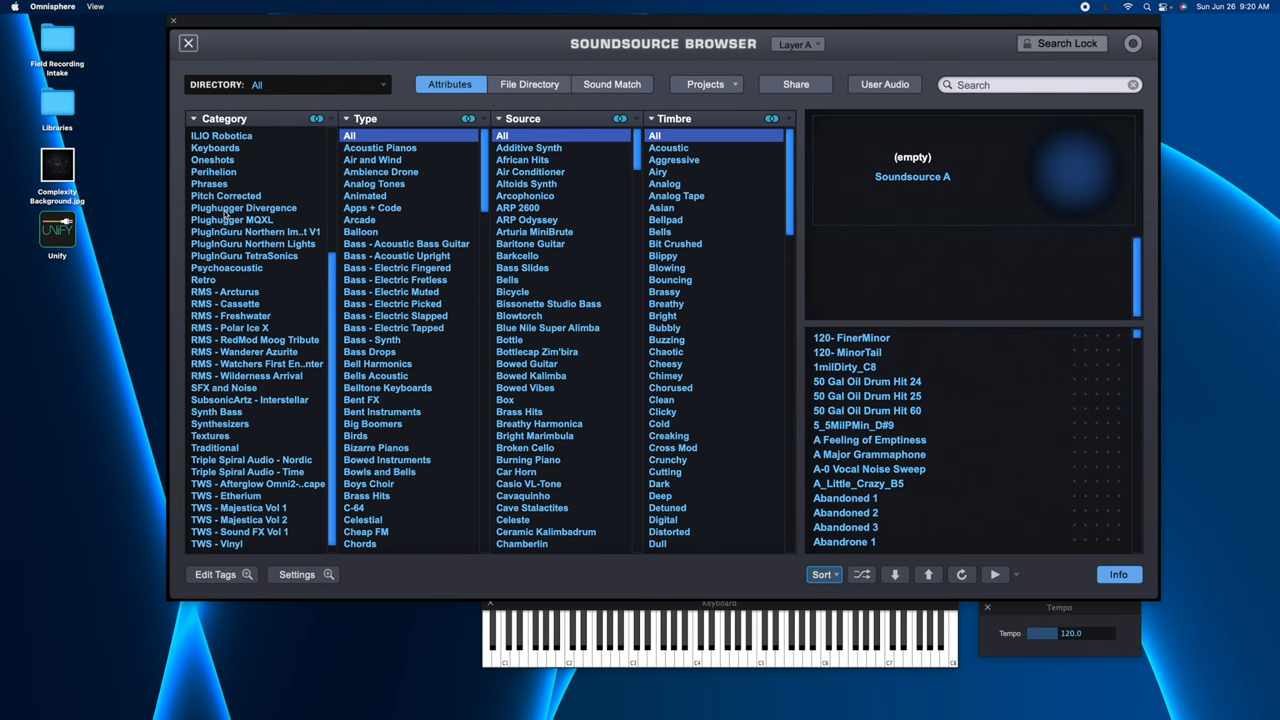 Omnisphere View Sun Jun 26 9:20 AM
Field Recording
Intake
Libraries
Complexity
Background.jpg
UNIFY
Unify
SOUNDSOURCE BROWSER Layer A Search Lock
DIRECTORY: All Attributes File Directory Sound Match Projects Share User Audio Search
Category Type Source Timbre
ILIO Robotica
Keyboards
Oneshots
Perihelion
Phrases
Pitch Corrected
Plughugger Divergence
Plughugger MQXL
PlugInGuru Northern Im..t V1
PlugInGuru Northern Lights
PlugInGuru TetraSonics
Psychoacoustic
Retro
RMS - Arcturus
RMS - Cassette
RMS - Freshwater
RMS - Polar Ice X
RMS - RedMod Moog Tribute
RMS - Wanderer Azurite
RMS - Watchers First En..nter
RMS - Wilderness Arrival
SFX and Noise
SubsonicArtz - Interstellar
Synth Bass
Synthesizers
Textures
Traditional
Triple Spiral Audio - Nordic
Triple Spiral Audio - Time
TWS - Afterglow Omni2-..cape
TWS - Etherium
TWS - Majestica Vol 1
TWS - Majestica Vol 2
TWS - Sound FX Vol 1
TWS - Vinyl
All
Acoustic Pianos
Air and Wind
Ambience Drone
Analog Tones
Animated
Apps + Code
Arcade
Balloon
Bass - Acoustic Bass Guitar
Bass - Acoustic Upright
Bass - Electric Fingered
Bass - Electric Fretless
Bass - Electric Muted
Bass - Electric Picked
Bass - Electric Slapped
Bass - Electric Tapped
Bass - Synth
Bass Drops
Bell Harmonics
Bells Acoustic
Belltone Keyboards
Bent FX
Bent Instruments
Big Boomers
Birds
Bizarre Pianos
Bowed Instruments
Bowls and Bells
Boys Choir
Brass Hits
C-64
Celestial
Cheap FM
Chords
All
Additive Synth
African Hits
Air Conditioner
Altoids Synth
Arcophonico
ARP 2600
ARP Odyssey
Arturia MiniBrute
Baritone Guitar
Barkcello
Bass Slides
Bells
Bicycle
Bissonette Studio Bass
Blowtorch
Blue Nile Super Alimba
Bottle
Bottlecap Zim'bira
Bowed Guitar
Bowed Kalimba
Bowed Vibes
Box
Brass Hits
Breathy Harmonica
Bright Marimbula
Broken Cello
Burning Piano
Car Horn
Casio VL-Tone
Cavaquinho
Cave Stalactites
Celeste
Ceramic Kalimbadrum
Chamberlin
All
Acoustic
Aggressive
Airy
Analog
Analog Tape
Asian
Bellpad
Bells
Bit Crushed
Blippy
Blowing
Bouncing
Brassy
Breathy
Bright
Bubbly
Buzzing
Chaotic
Cheesy
Chimey
Chorused
Clean
Clicky
Cold
Creaking
Cross Mod
Crunchy
Cutting
Dark
Deep
Detuned
Digital
Distorted
Dull
(empty)
Soundsource A
120- FinerMinor
120- MinorTail
1milDirty_C8
50 Gal Oil Drum Hit 24
50 Gal Oil Drum Hit 25
50 Gal Oil Drum Hit 60
5_5MilPMin_D#9
A Feeling of Emptiness
A Major Grammaphone
A-0 Vocal Noise Sweep
A_Little_Crazy_B5
Abandoned 1
Abandoned 2
Abandoned 3
Abandrone 1
Edit Tags Settings Sort Info
Keyboard
C1 C2 C3 C4 C5 C6 C7 C8
Tempo
Tempo 120.0